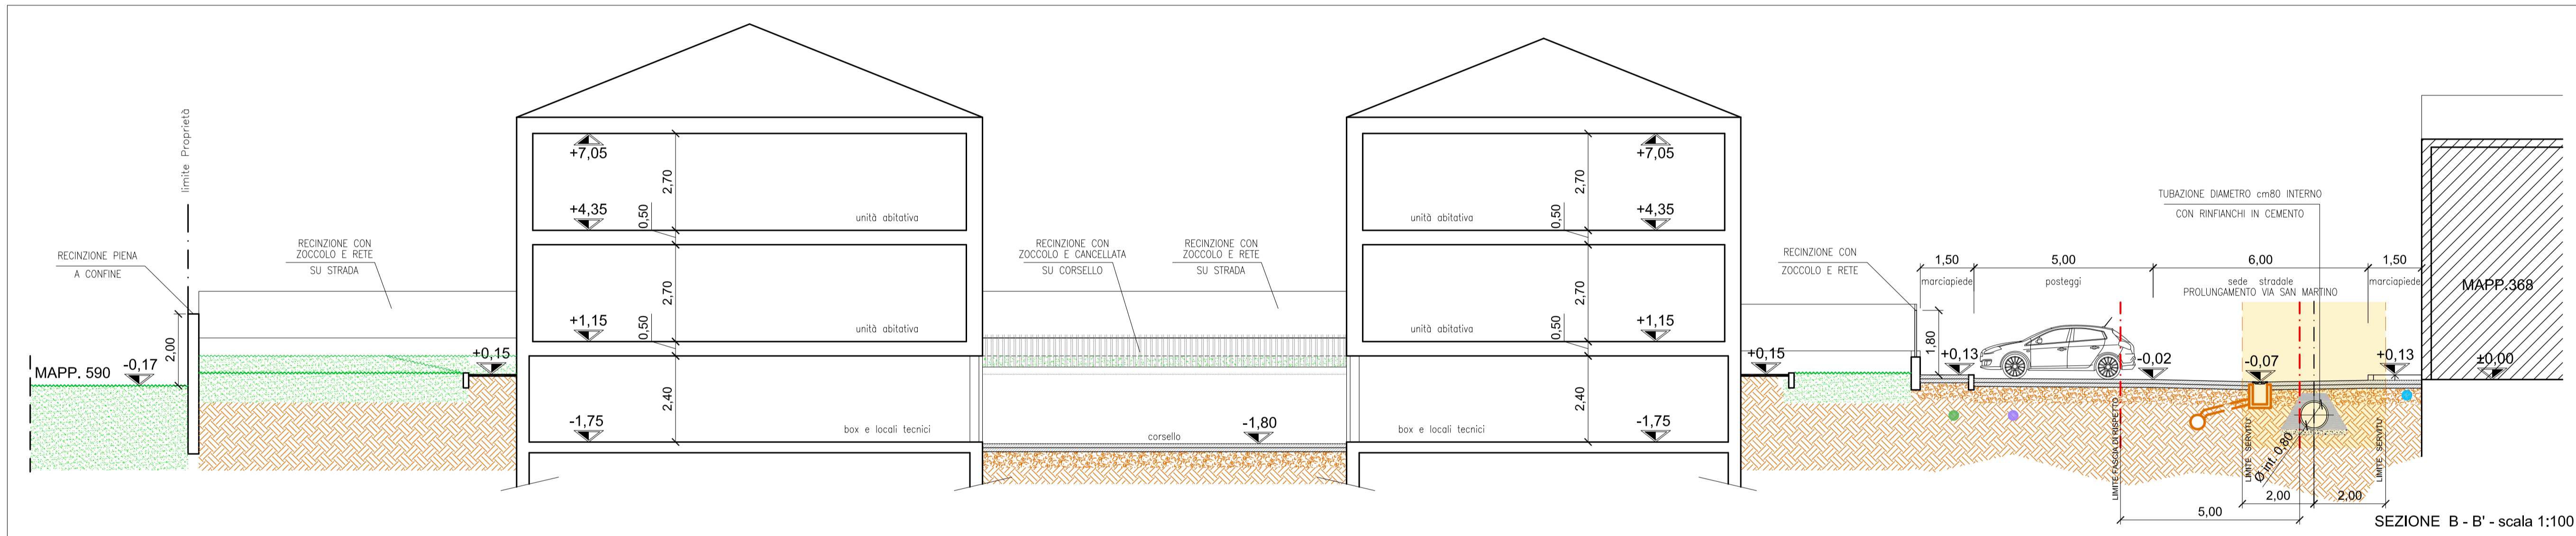 limite Proprietà
RECINZIONE PIENA
A CONFINE
2,00
MAPP. 590
-0,17
RECINZIONE CON
ZOCCOLO E RETE
SU STRADA
+0,15
+7,05
2,70
+4,35
0,50
unità abitativa
2,70
+1,15
0,50
unità abitativa
2,40
-1,75
box e locali tecnici
RECINZIONE CON
ZOCCOLO E CANCELLATA
SU CORSELLO
RECINZIONE CON
ZOCCOLO E RETE
SU STRADA
corsello
-1,80
+7,05
2,70
unità abitativa
0,50
+4,35
2,70
unità abitativa
0,50
+1,15
2,40
box e locali tecnici
-1,75
+0,15
RECINZIONE CON
ZOCCOLO E RETE
1,80
1,50
5,00
6,00
1,50
marciapiede
posteggi
sede stradale
PROLUNGAMENTO VIA SAN MARTINO
marciapiede
TUBAZIONE DIAMETRO cm80 INTERNO
CON RINFIANCHI IN CEMENTO
MAPP.368
+0,13
-0,02
-0,07
+0,13
±0,00
LIMITE FASCIA DI RISPETTO
LIMITE SERVITU'
Ø int. 0,80
LIMITE SERVITU'
2,00
2,00
5,00
SEZIONE B - B' - scala 1:100